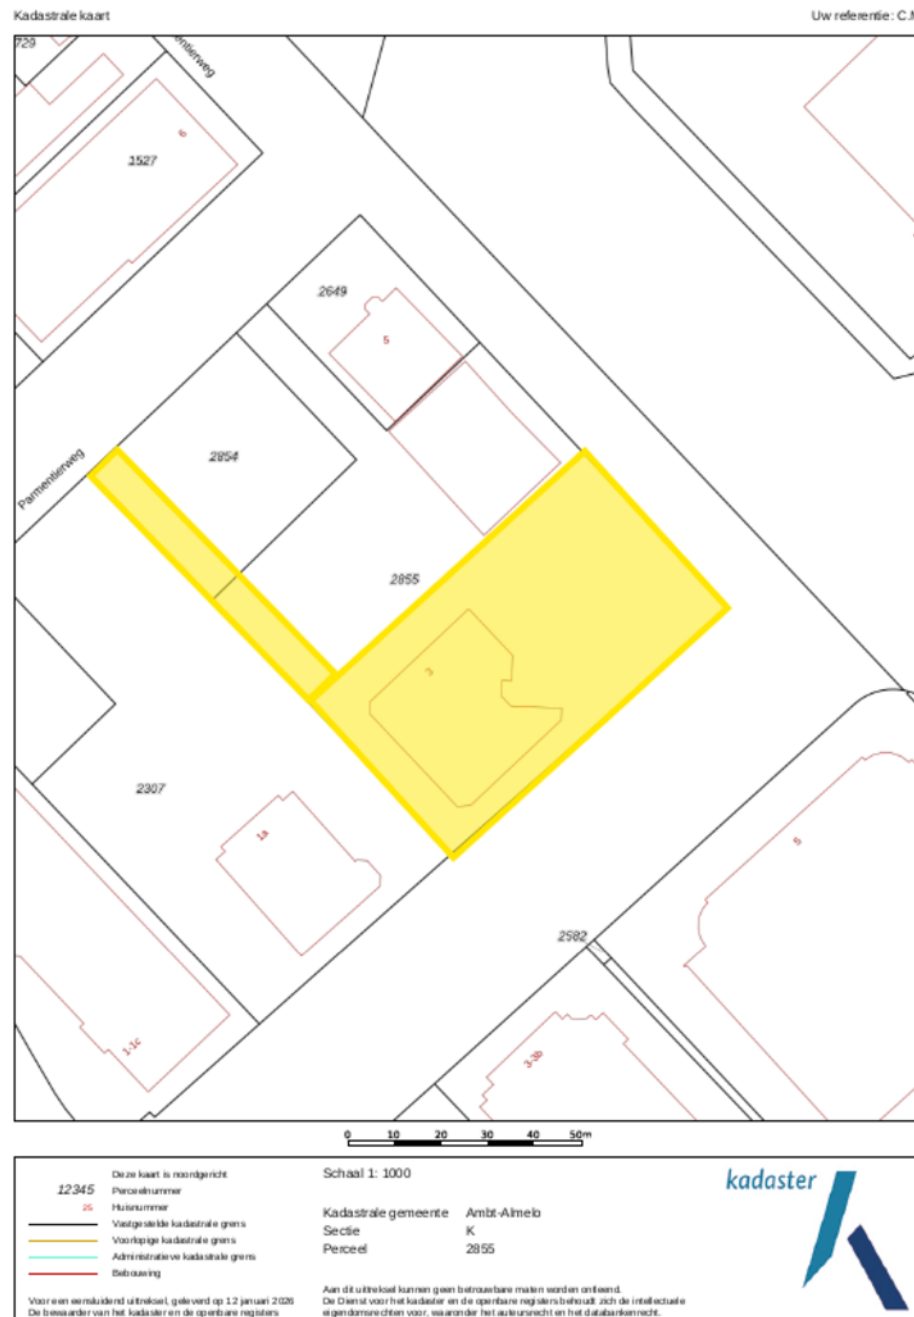 Kadastrale kaart
Uw referentie: C.M
729
entierweg
6
1527
2649
5
2854
Parmentierweg
2855
3
2307
1a
5
2582
1-1c
3-3b
0 10 20 30 40 50m
Deze kaart is noordgericht
12345 Perceelnummer
25 Huisnummer
Vastgestelde kadastrale grens
Voorlopige kadastrale grens
Administratieve kadastrale grens
Bebouwing
Voor een eensluidend uittreksel, geleverd op 12 januari 2026
De bewaarder van het kadaster en de openbare registers
Schaal 1: 1000
Kadastrale gemeente Ambt-Almelo
Sectie K
Perceel 2855
Aan dit uittreksel kunnen geen betrouwbare maten worden ontleend.
De Dienst voor het kadaster en de openbare registers behoudt zich de intellectuele
eigendomsrechten voor, waaronder het auteursrecht en het databankenrecht.
kadaster